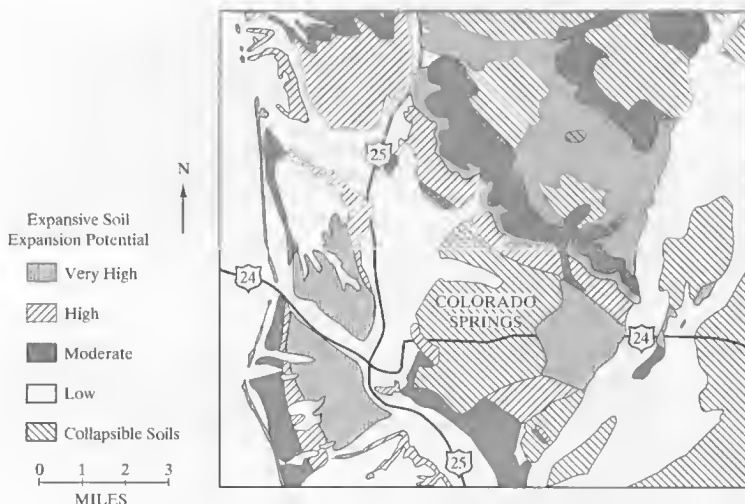 N
Expansive Soil
Expansion Potential
Very High
High
Moderate
Low
Collapsible Soils
0 1 2 3
MILES
25
24
COLORADO
SPRINGS
24
25